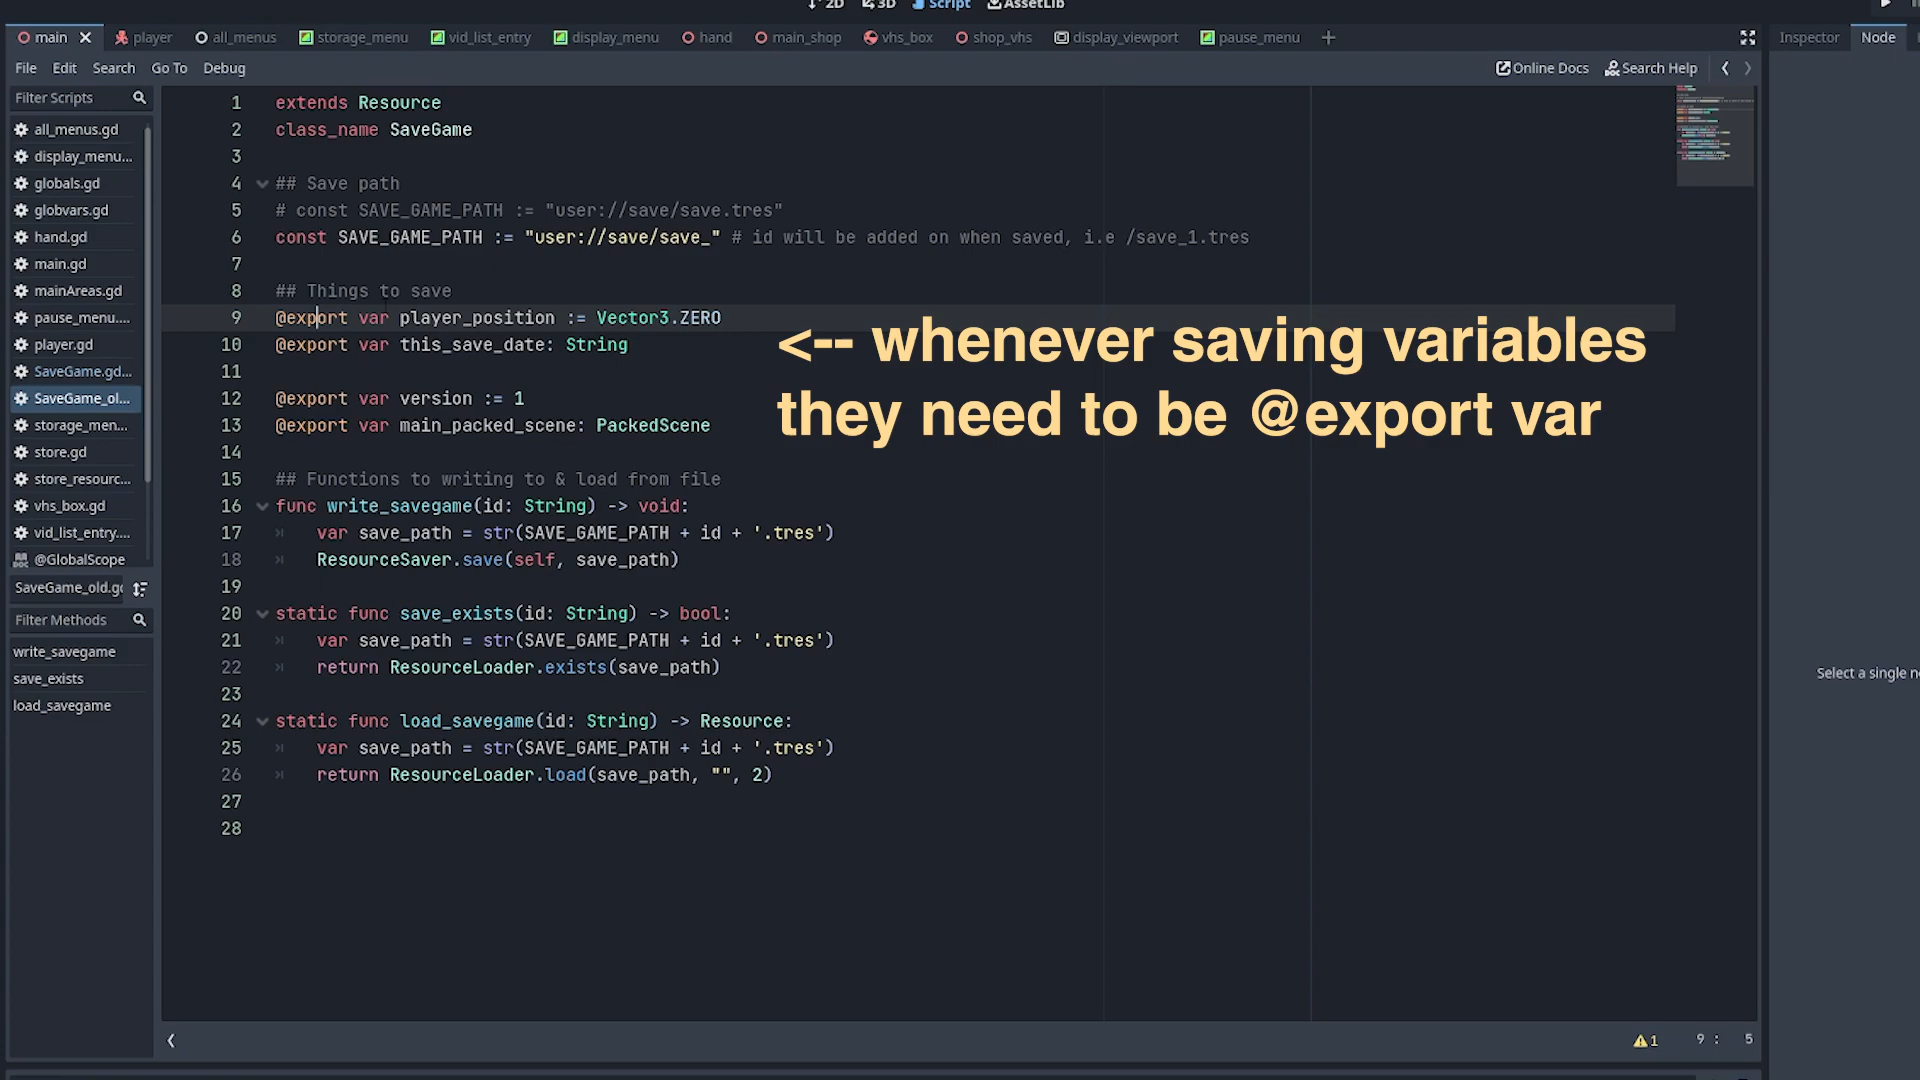 2D 3D Script AssetLib
main player all_menus storage_menu vid_list_entry display_menu hand main_shop vhs_box shop_vhs display_viewport pause_menu
Inspector Node
File Edit Search Go To Debug
Online Docs Search Help
Filter Scripts
all_menus.gd
display_menu...
globals.gd
globvars.gd
hand.gd
main.gd
mainAreas.gd
pause_menu....
player.gd
SaveGame.gd...
SaveGame_ol...
storage_men...
store.gd
store_resourc...
vhs_box.gd
vid_list_entry....
@GlobalScope
SaveGame_old.gd
Filter Methods
write_savegame
save_exists
load_savegame
1 extends Resource
2 class_name SaveGame
3
4 ## Save path
5 # const SAVE_GAME_PATH := "user://save/save.tres"
6 const SAVE_GAME_PATH := "user://save/save_" # id will be added on when saved, i.e /save_1.tres
7
8 ## Things to save
9 @export var player_position := Vector3.ZERO
10 @export var this_save_date: String
11
12 @export var version := 1
13 @export var main_packed_scene: PackedScene
14
15 ## Functions to writing to & load from file
16 func write_savegame(id: String) -> void:
17 var save_path = str(SAVE_GAME_PATH + id + '.tres')
18 ResourceSaver.save(self, save_path)
19
20 static func save_exists(id: String) -> bool:
21 var save_path = str(SAVE_GAME_PATH + id + '.tres')
22 return ResourceLoader.exists(save_path)
23
24 static func load_savegame(id: String) -> Resource:
25 var save_path = str(SAVE_GAME_PATH + id + '.tres')
26 return ResourceLoader.load(save_path, "", 2)
27
28
<-- whenever saving variables
they need to be @export var
Select a single
1 9 : 5